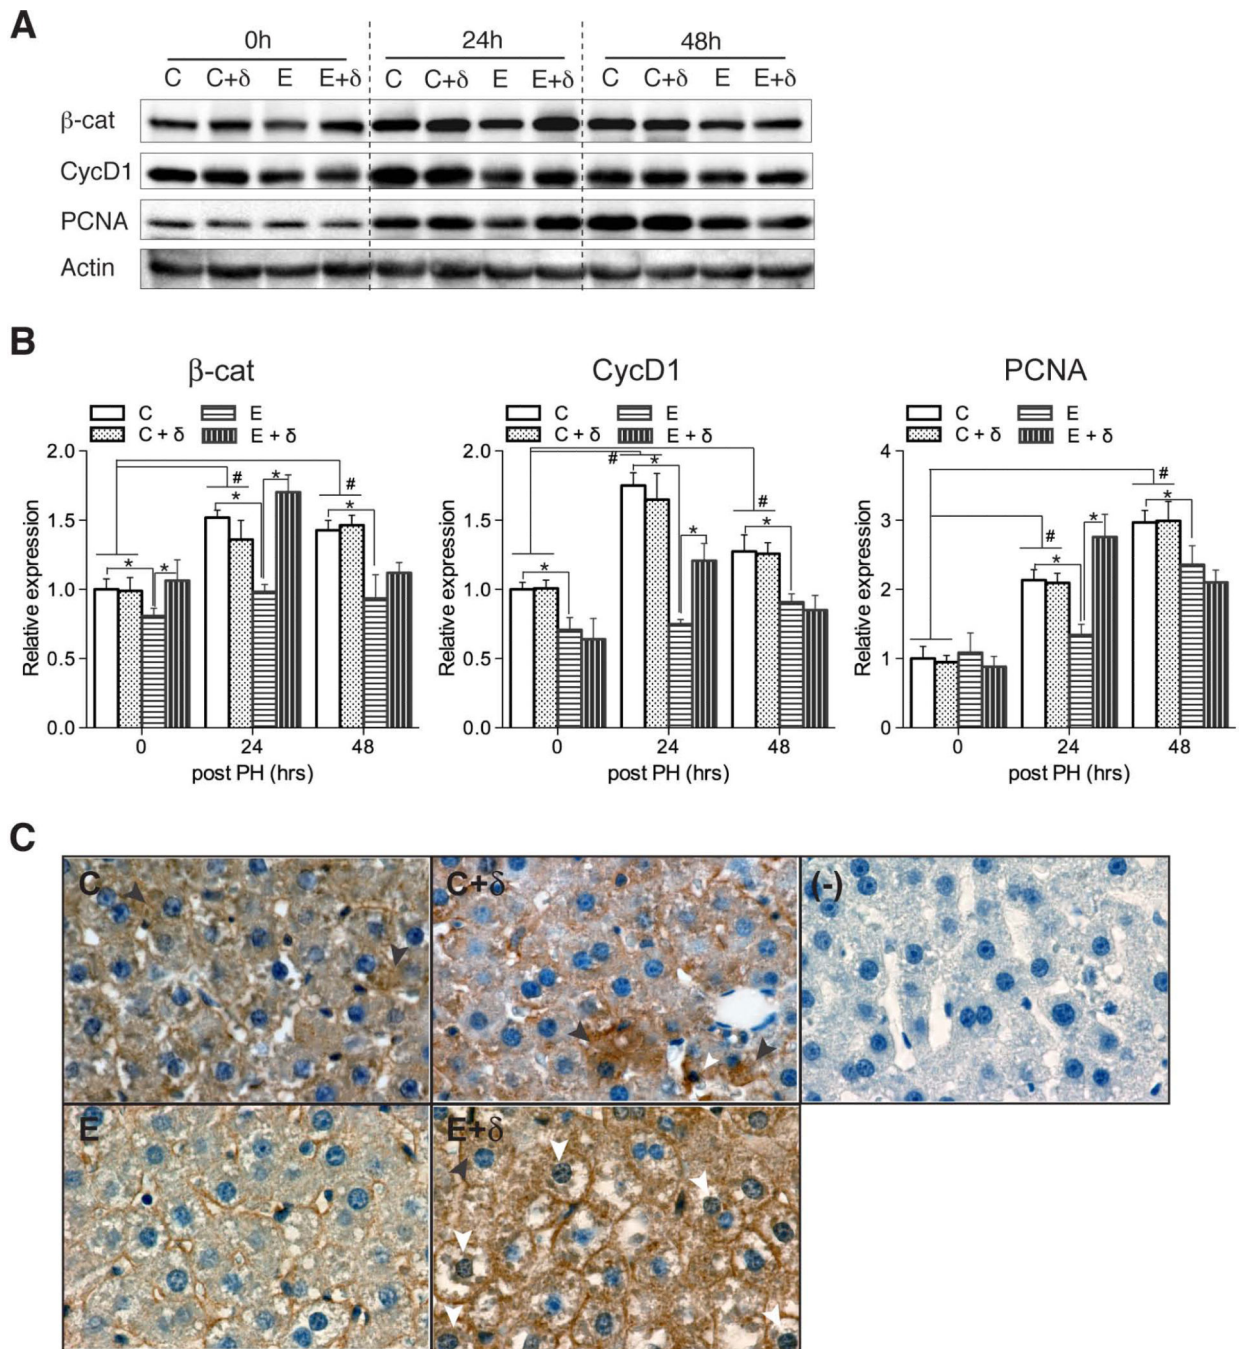 A
0h 24h 48h
C C+δ E E+δ C C+δ E E+δ C C+δ E E+δ
β-cat
CycD1
PCNA
Actin
B
β-cat
C E
C + δ E + δ
2.0
1.5
1.0
0.5
0.0
Relative expression
# * * # * * *
0 24 48
post PH (hrs)
CycD1
C E
C + δ E + δ
2.0
1.5
1.0
0.5
0.0
Relative expression
# * * # * *
0 24 48
post PH (hrs)
PCNA
C E
C + δ E + δ
4
3
2
1
0
Relative expression
# * * # *
0 24 48
post PH (hrs)
C
C C+δ (-)
E E+δ